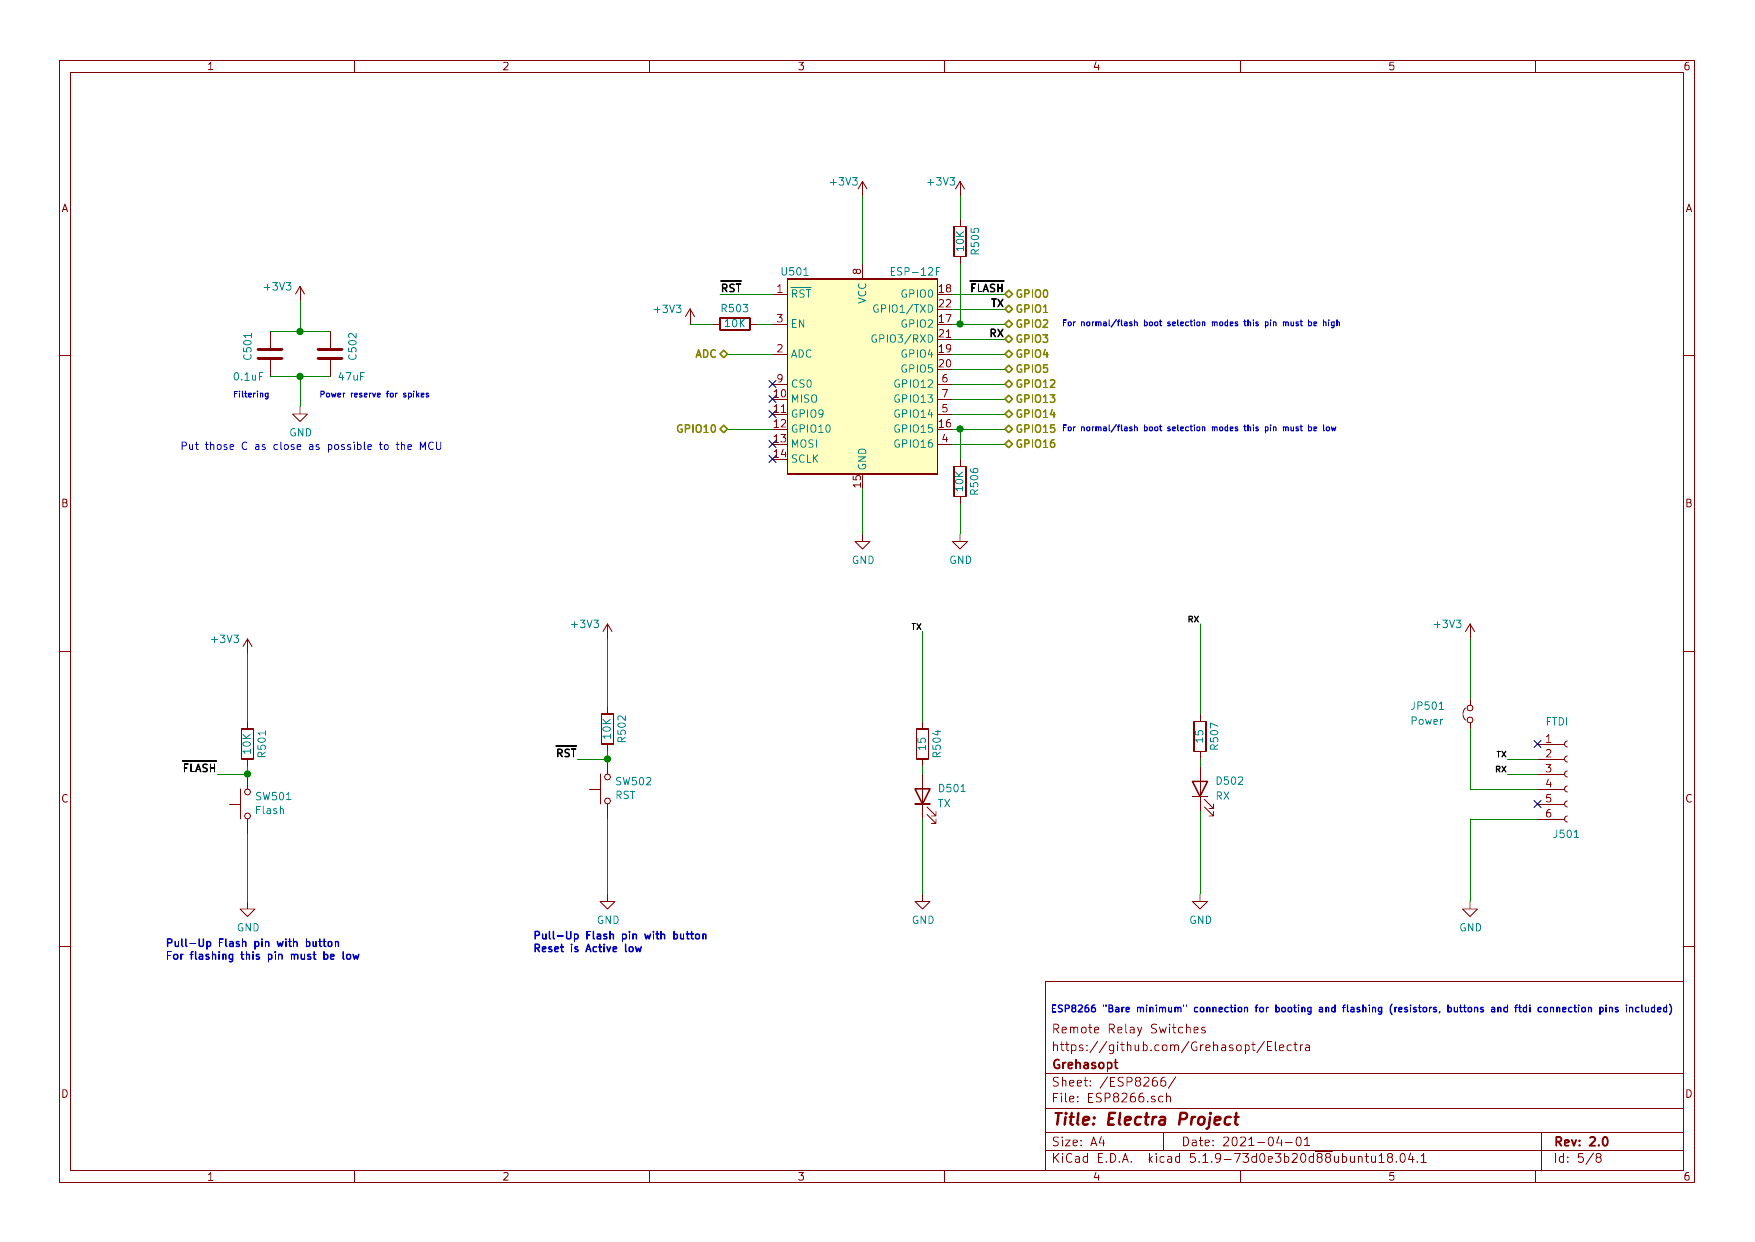 1 2 3 4 5 6
A A
B B
C C
D D
1 2 3 4 5 6
+3V3
C501
C502
0.1uF
47uF
Filtering
Power reserve for spikes
GND
Put those C as close as possible to the MCU
+3V3
+3V3
10K
R505
U501
ESP-12F
8
VCC
RST
1
RST
+3V3
R503
10K
3
EN
ADC
2
ADC
9
CS0
10
MISO
11
GPIO9
GPIO10
12
GPIO10
13
MOSI
14
SCLK
GND
15
GPIO0 18 FLASH GPIO0
GPIO1/TXD 22 TX GPIO1
GPIO2 17 GPIO2 For normal/flash boot selection modes this pin must be high
GPIO3/RXD 21 RX GPIO3
GPIO4 19 GPIO4
GPIO5 20 GPIO5
GPIO12 6 GPIO12
GPIO13 7 GPIO13
GPIO14 5 GPIO14
GPIO15 16 GPIO15 For normal/flash boot selection modes this pin must be low
GPIO16 4 GPIO16
10K
R506
GND
GND
+3V3
10K
R501
FLASH
SW501
Flash
GND
Pull-Up Flash pin with button
For flashing this pin must be low
+3V3
10K
R502
RST
SW502
RST
GND
Pull-Up Flash pin with button
Reset is Active low
TX
15
R504
D501
TX
GND
RX
15
R507
D502
RX
GND
+3V3
JP501
Power
FTDI
1
TX 2
RX 3
4
5
6
J501
GND
ESP8266 "Bare minimum" connection for booting and flashing (resistors, buttons and ftdi connection pins included)
Remote Relay Switches
https://github.com/Grehasopt/Electra
Grehasopt
Sheet: /ESP8266/
File: ESP8266.sch
Title: Electra Project
Size: A4 Date: 2021-04-01 Rev: 2.0
KiCad E.D.A. kicad 5.1.9-73d0e3b20d88ubuntu18.04.1 Id: 5/8